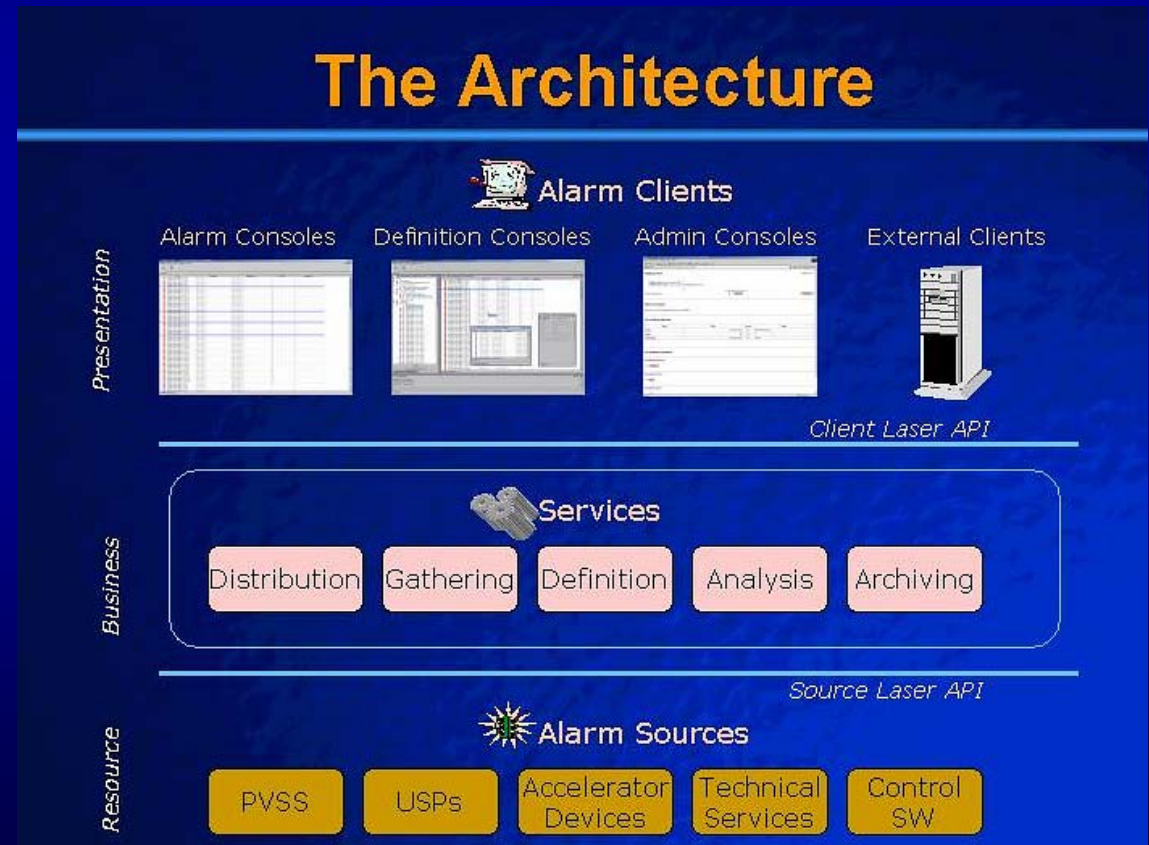 The Architecture
Alarm Clients
Alarm Consoles
Definition Consoles
Admin Consoles
External Clients
Presentation
Client Laser API
Services
Business
Distribution
Gathering
Definition
Analysis
Archiving
Source Laser API
Alarm Sources
Resource
PVSS
USPs
Accelerator
Devices
Technical
Services
Control
SW